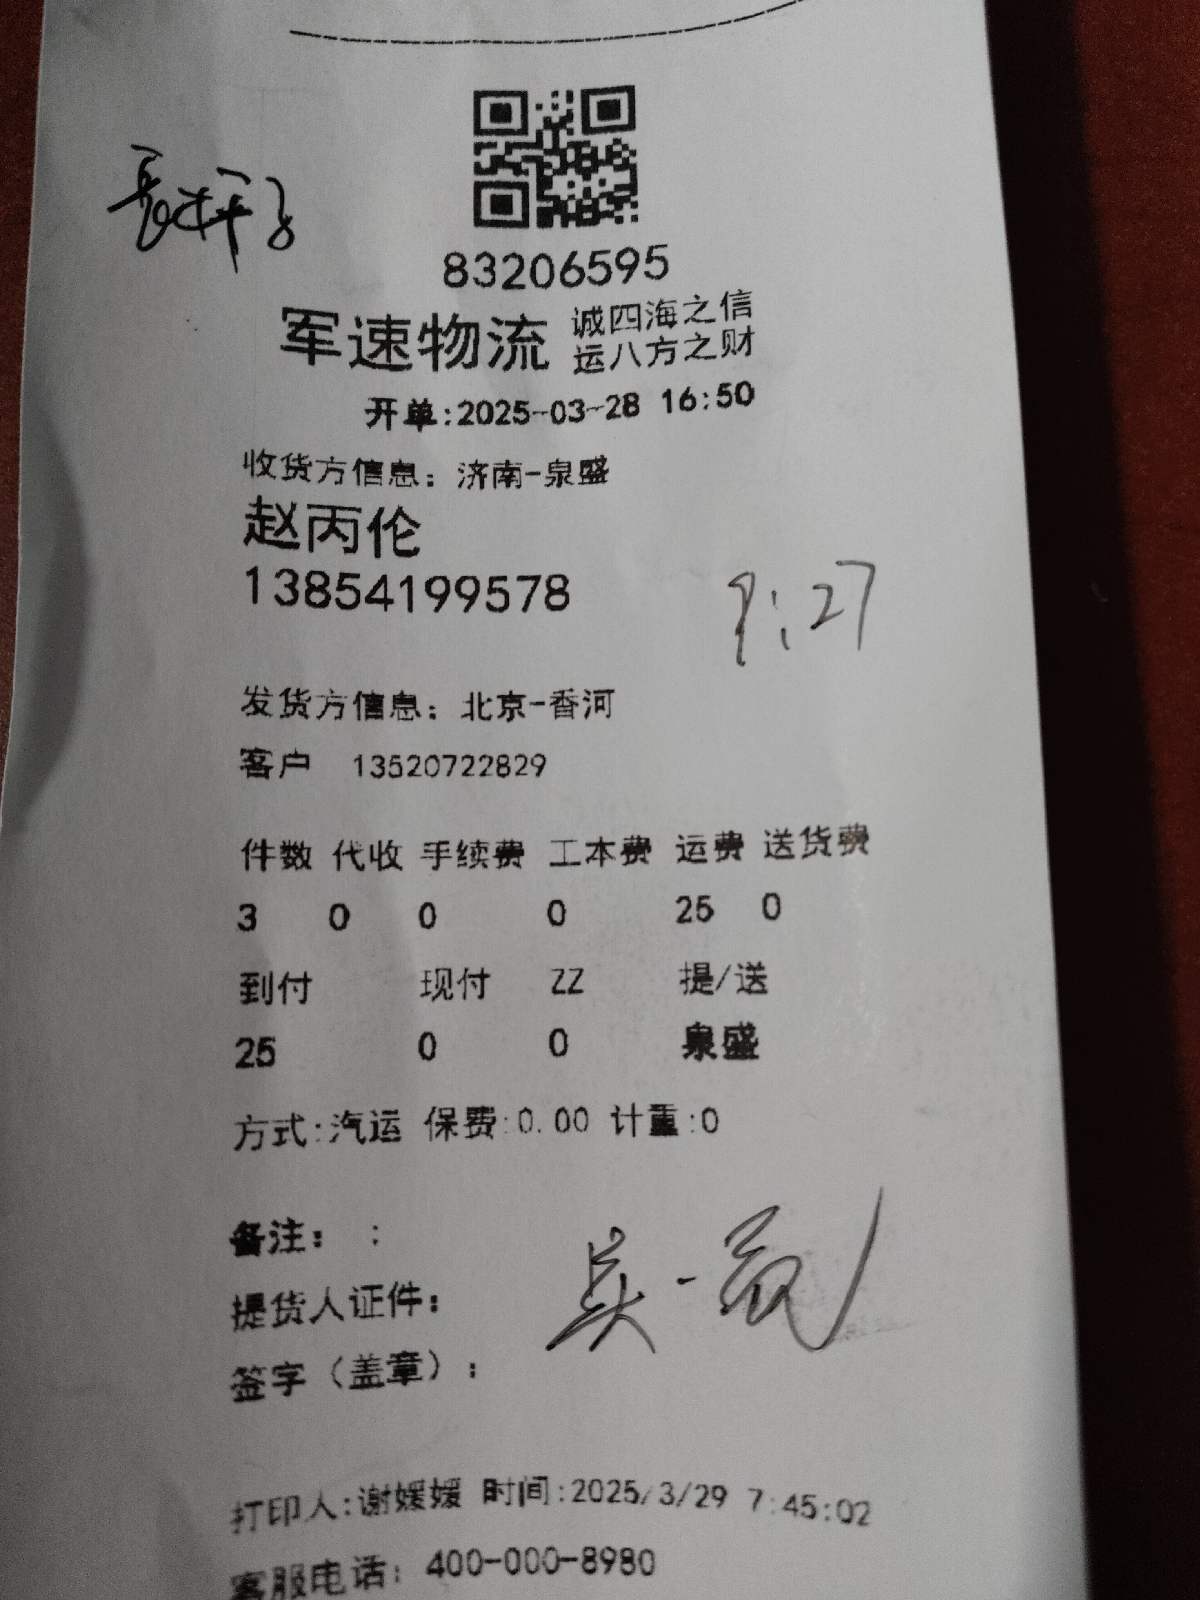 83206595
军速物流 诚四海之信
运八方之财
开单:2025-03-28 16:50
收货方信息：济南-泉盛
赵丙伦
13854199578
9:27
发货方信息：北京-香河
客户 13520722829
件数 代收 手续费 工本费 运费 送货费
3 0 0 0 25 0
到付 现付 ZZ 提/送
25 0 0 泉盛
方式:汽运 保费:0.00 计重:0
备注： :
提货人证件：
签字（盖章）：
打印人:谢媛媛 时间:2025/3/29 7:45:02
客服电话：400-000-8980